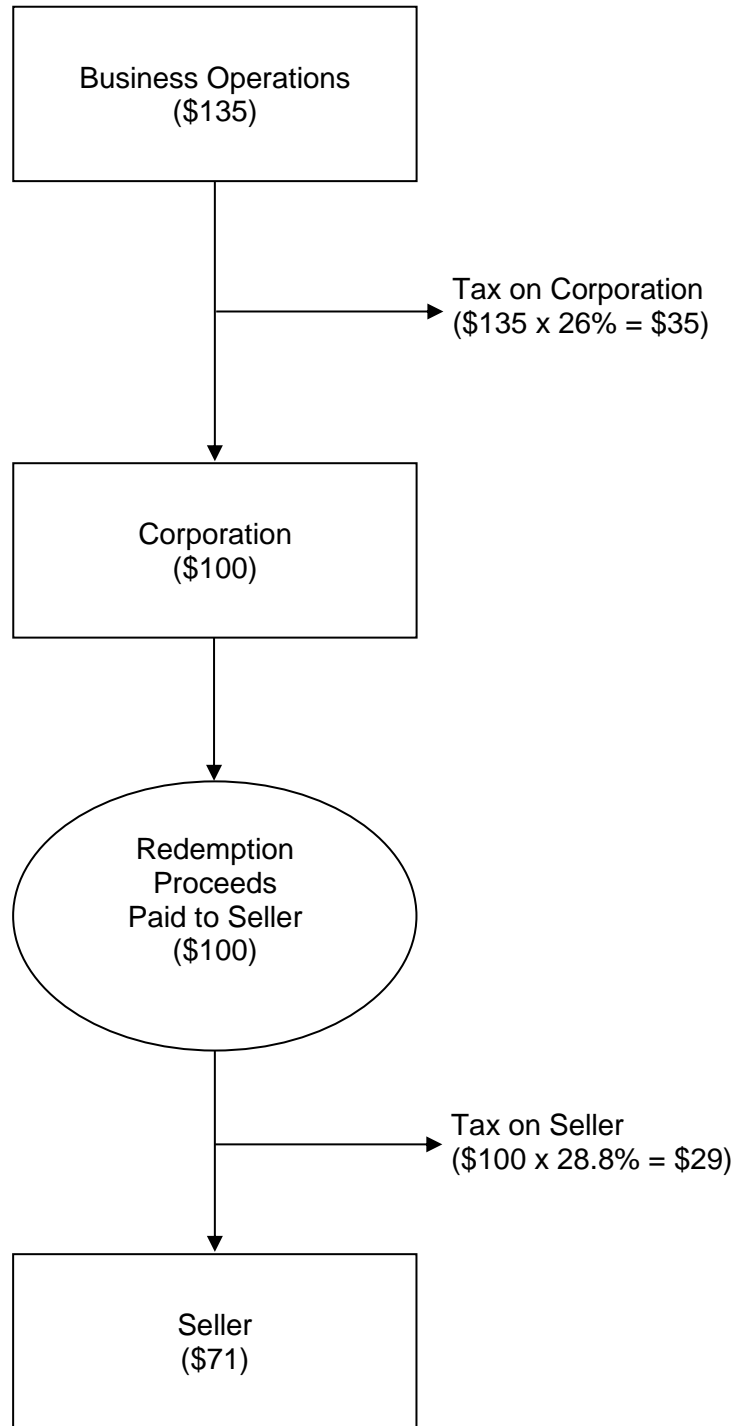 Business Operations
($135)
Tax on Corporation
($135 x 26% = $35)
Corporation
($100)
Redemption
Proceeds
Paid to Seller
($100)
Tax on Seller
($100 x 28.8% = $29)
Seller
($71)